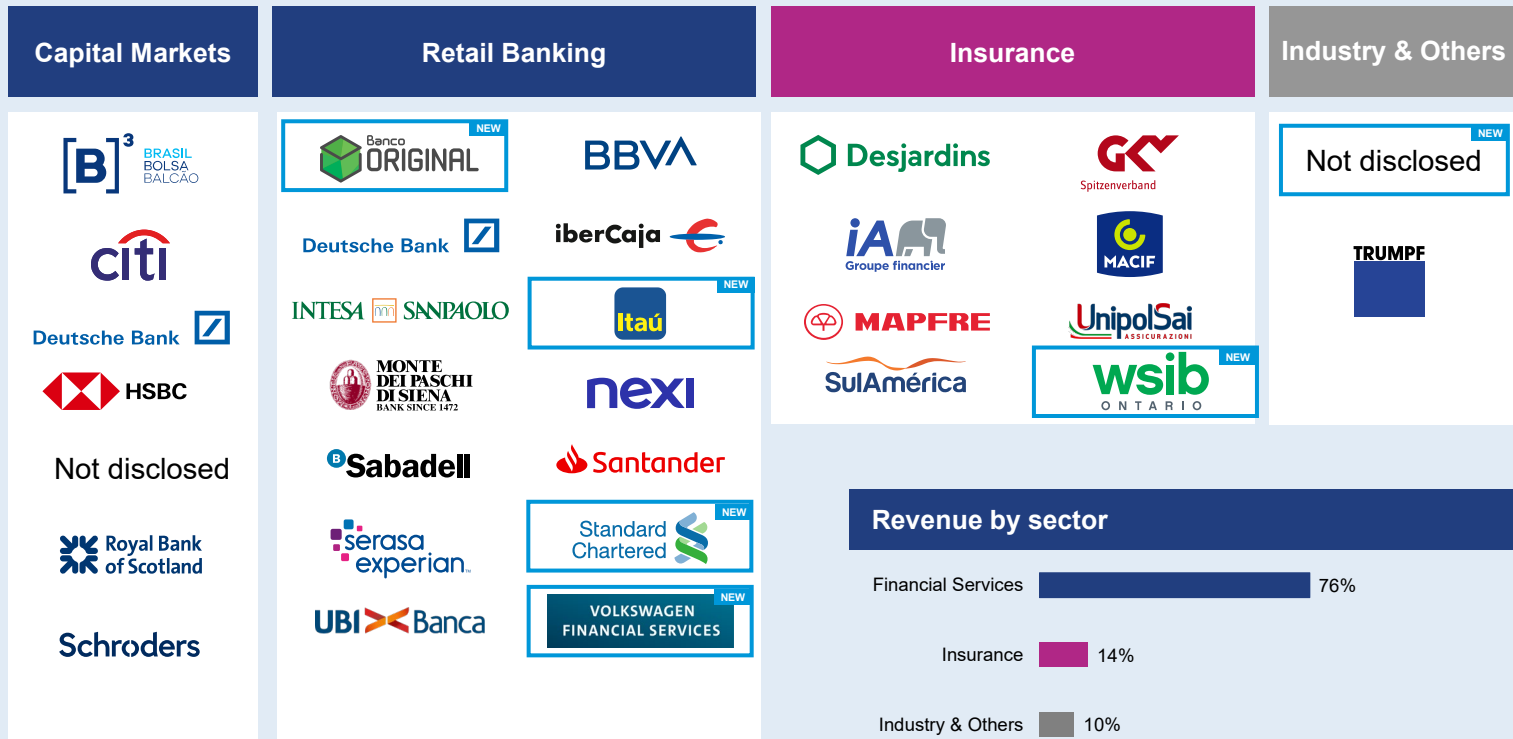 Capital Markets
Retail Banking
Insurance
Industry & Others
[B]³ BRASIL
BOLSA
BALCÃO
citi
Deutsche Bank
HSBC
Not disclosed
Royal Bank
of Scotland
Schroders
NEW
Banco
ORIGINAL
BBVA
Deutsche Bank
iberCaja
INTESA SANPAOLO
NEW
Itaú
MONTE
DEI PASCHI
DI SIENA
BANK SINCE 1472
nexi
B Sabadell
Santander
serasa
experian™
NEW
Standard
Chartered
UBI Banca
NEW
VOLKSWAGEN
FINANCIAL SERVICES
Desjardins
GKV
Spitzenverband
iA
Groupe financier
MACIF
MAPFRE
UnipolSai
ASSICURAZIONI
SulAmérica
NEW
wsib
ONTARIO
NEW
Not disclosed
TRUMPF
Revenue by sector
Financial Services 76%
Insurance 14%
Industry & Others 10%